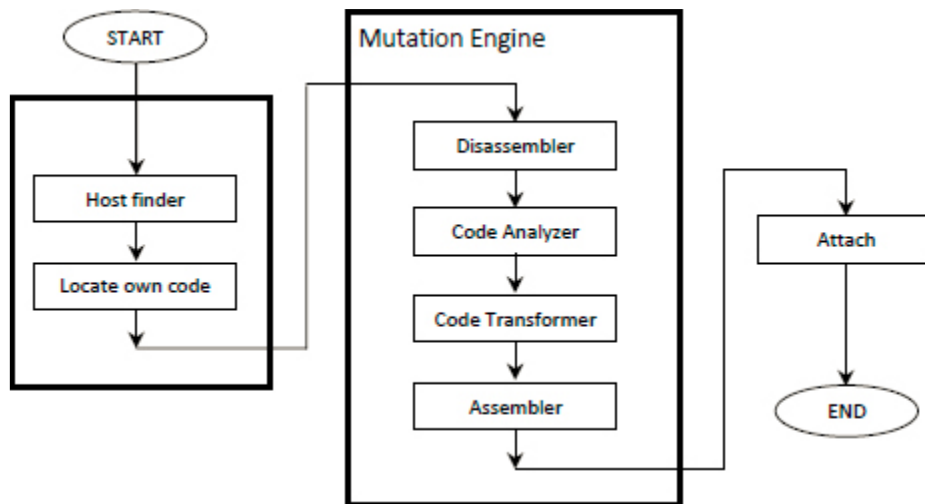 START
Host finder
Locate own code
Mutation Engine
Disassembler
Code Analyzer
Code Transformer
Assembler
Attach
END